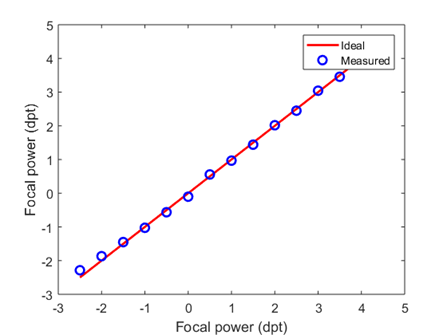 5
4
3
2
1
0
-1
-2
-3
Focal power (dpt)
Ideal
Measured
-3 -2 -1 0 1 2 3 4 5
Focal power (dpt)